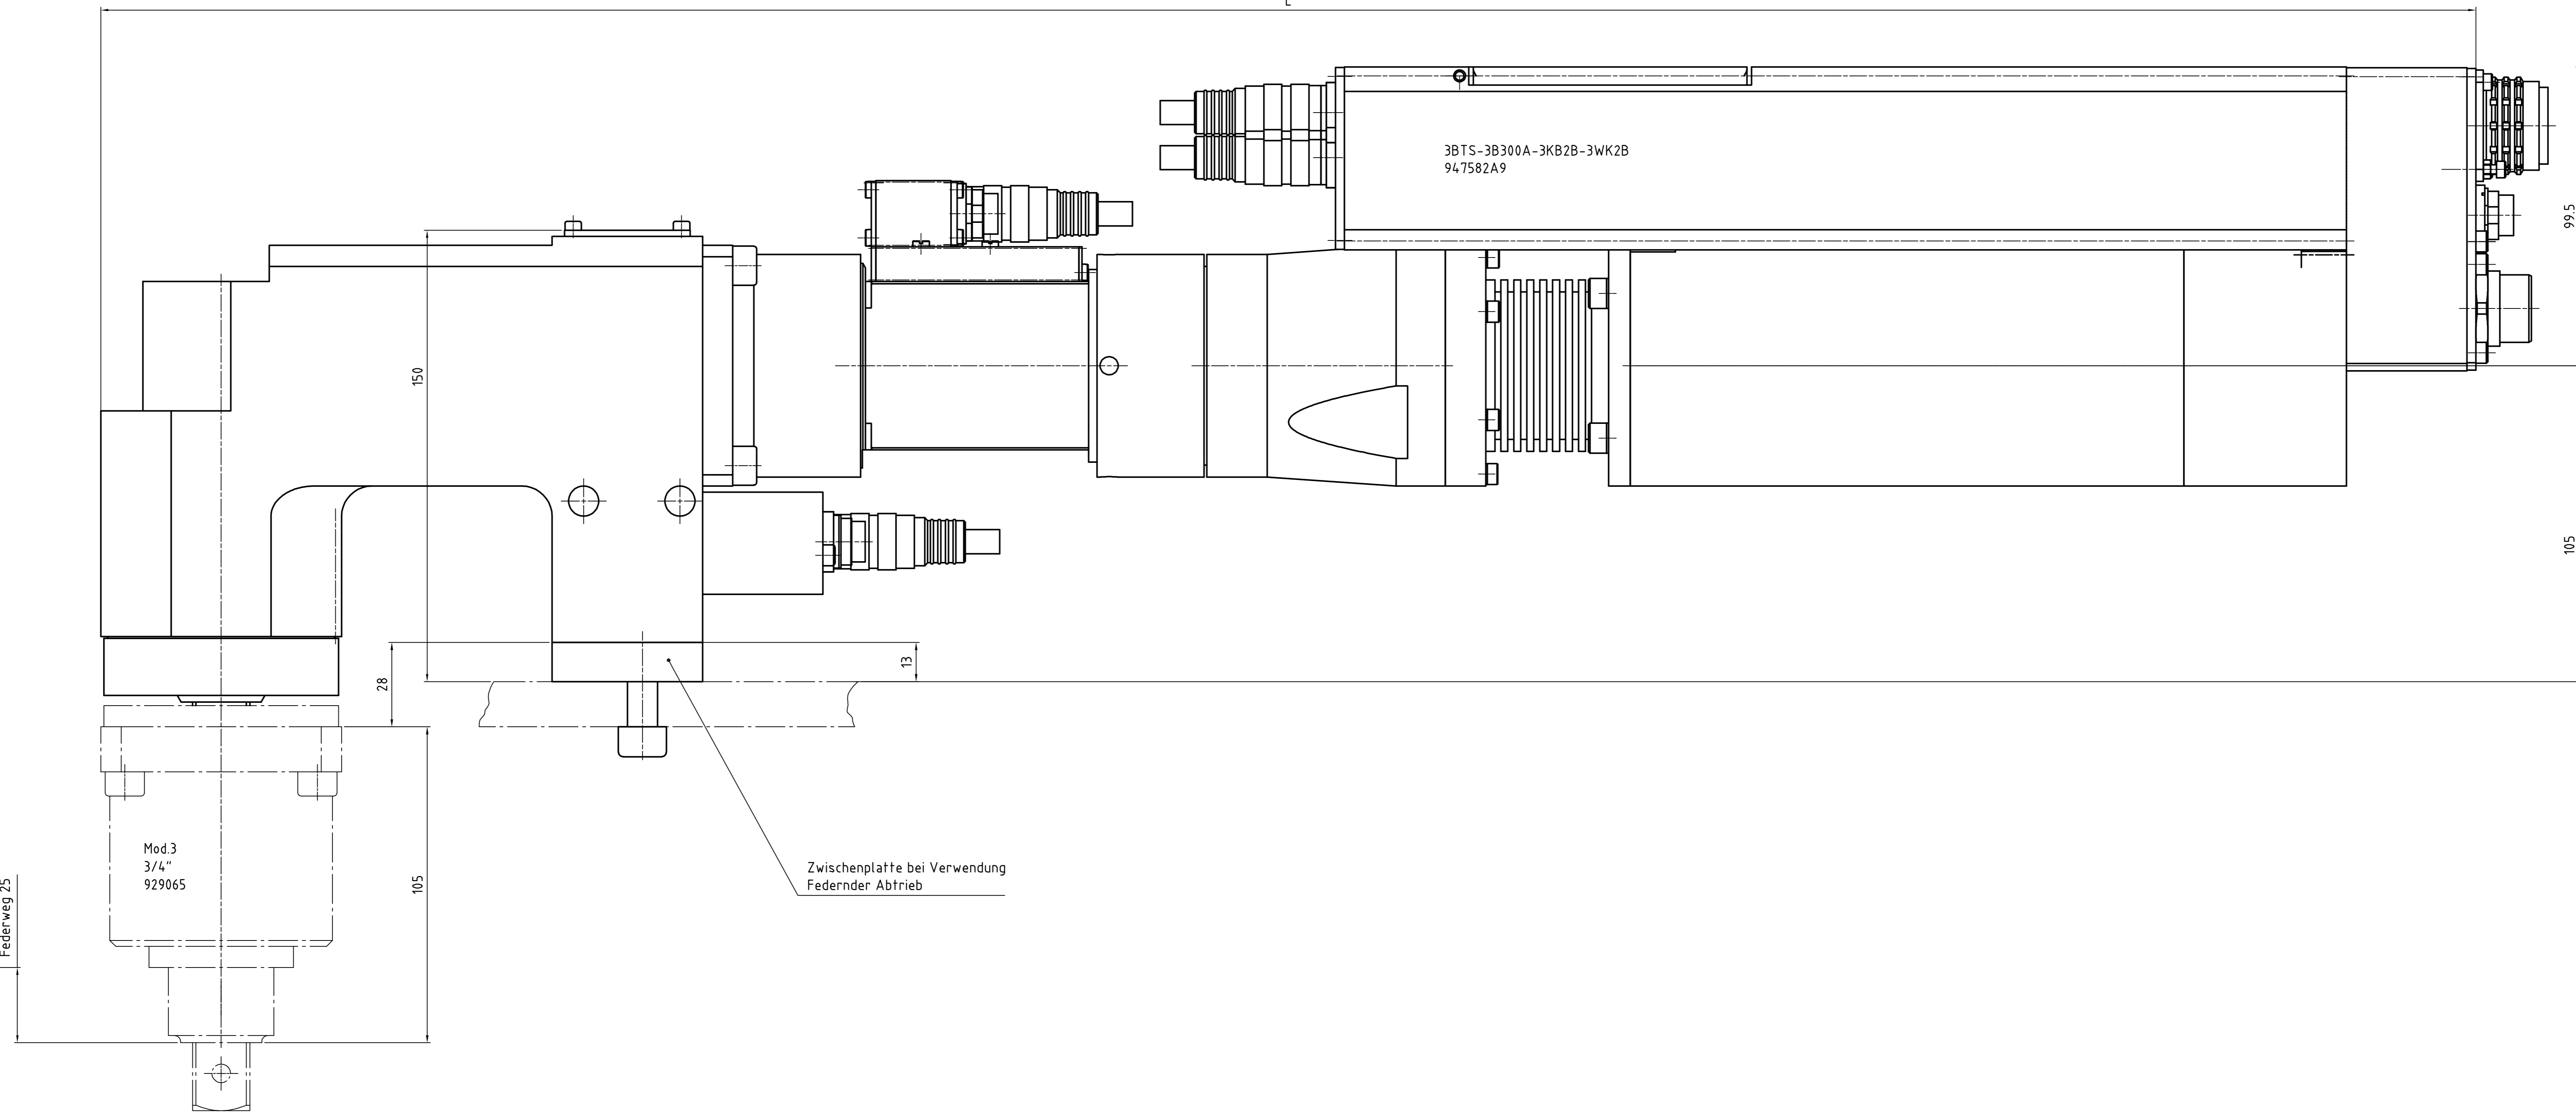 L
3BTS-3B300A-3KB2B-3WK2B
947582A9
99.5
150
105
13
28
Mod.3
3/4"
929065
105
Zwischenplatte bei Verwendung
Federnder Abtrieb
Federweg 25